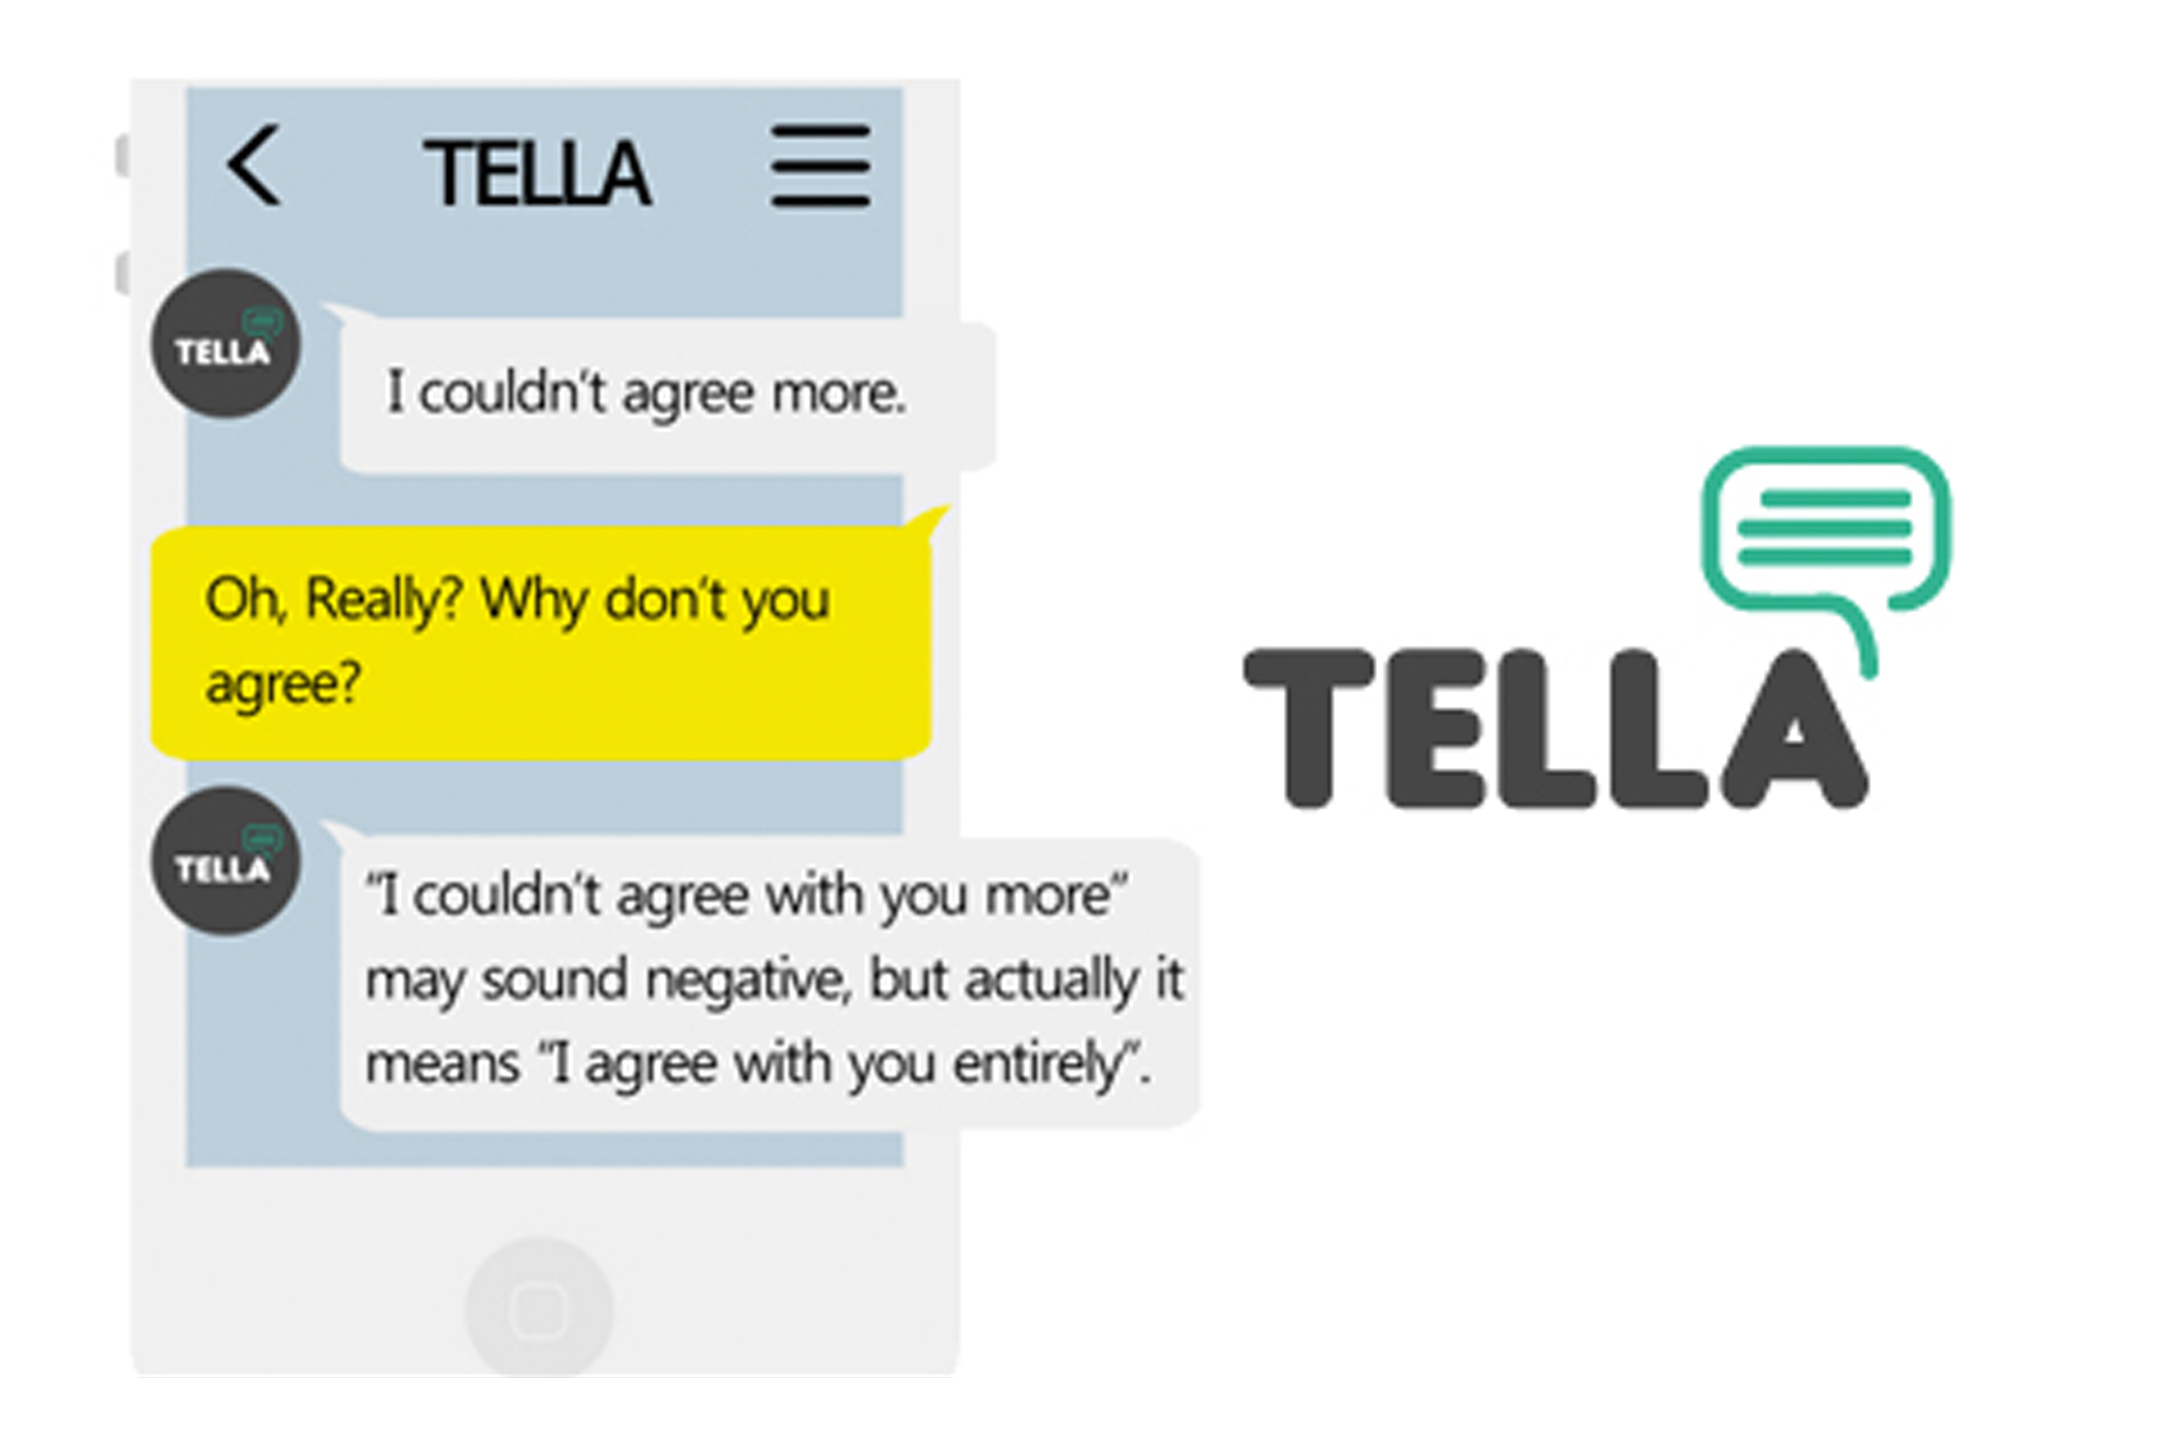 TELLA
TELLA
I couldn't agree more.
Oh, Really? Why don't you
agree?
TELLA
"I couldn't agree with you more"
may sound negative, but actually it
means "I agree with you entirely".
TELLA